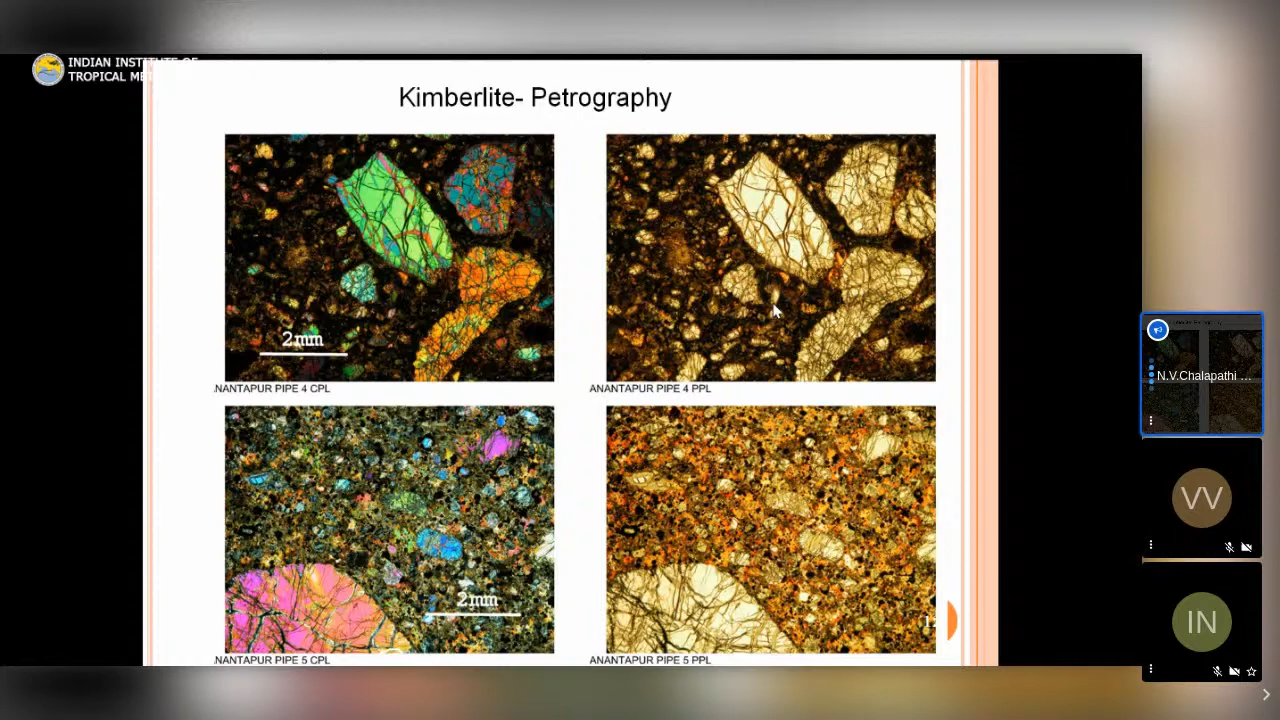 INDIAN INSTITUTE OF
TROPICAL ME
Kimberlite- Petrography
2mm
NANTAPUR PIPE 4 CPL
ANANTAPUR PIPE 4 PPL
2mm
NANTAPUR PIPE 5 CPL
ANANTAPUR PIPE 5 PPL
N.V.Chalapathi ...
VV
IN